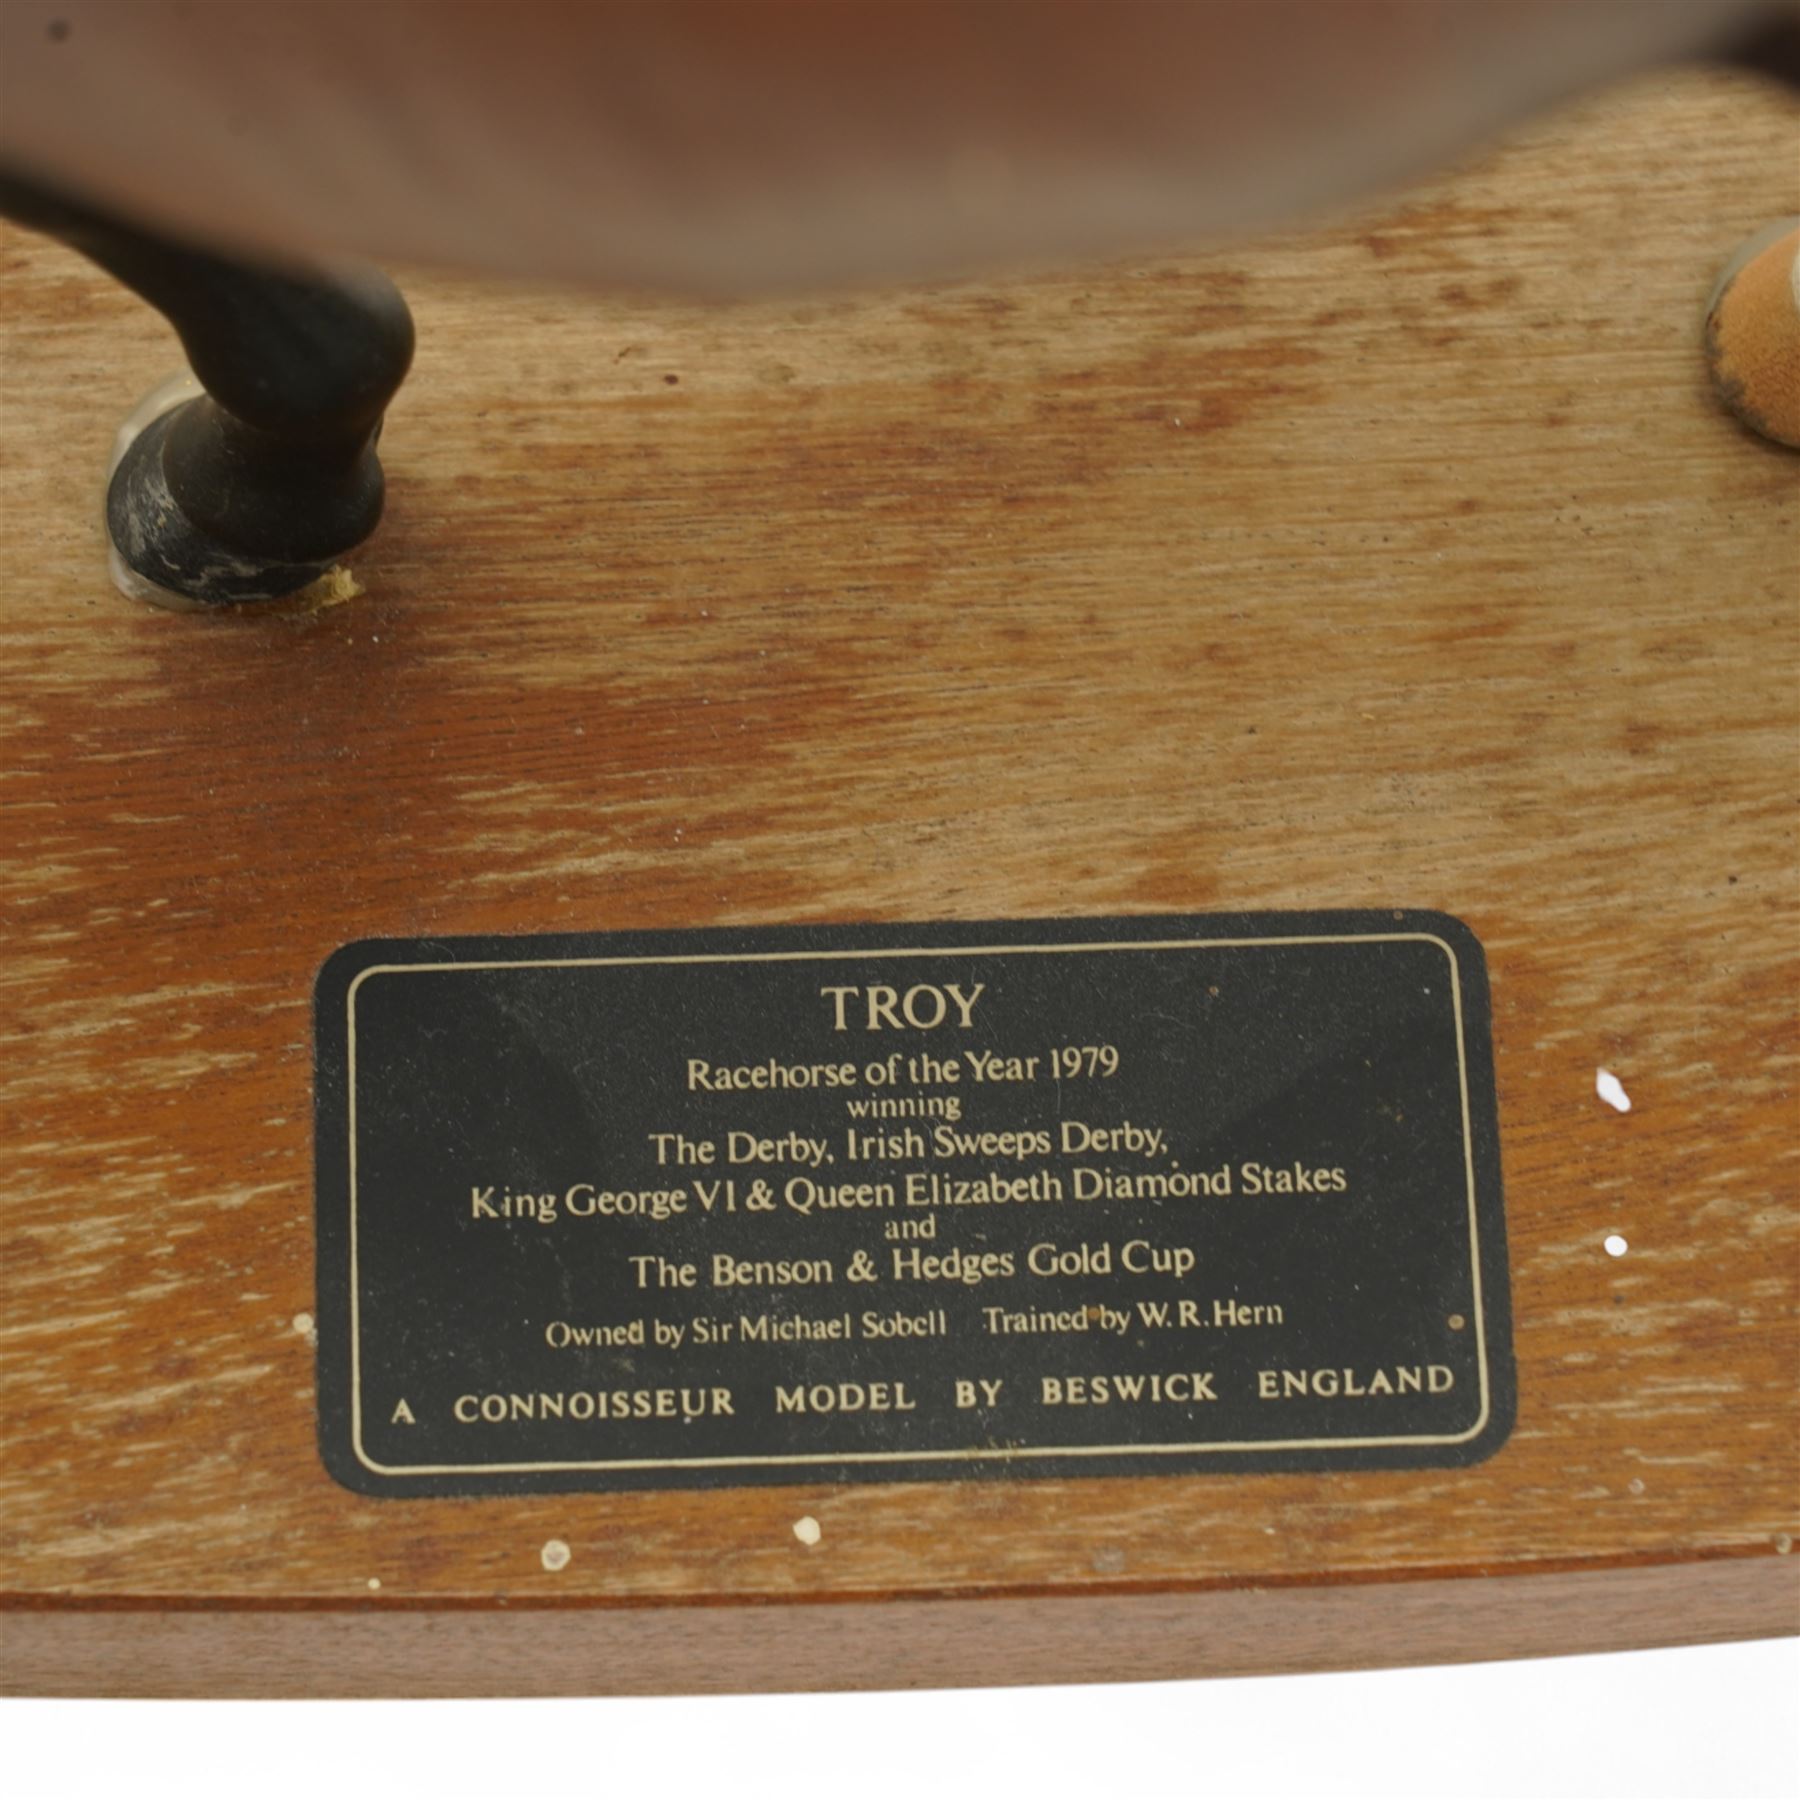 TROY
Racehorse of the Year 1979
winning
The Derby, Irish Sweeps Derby,
King George VI & Queen Elizabeth Diamond Stakes
and
The Benson & Hedges Gold Cup
Owned by Sir Michael Sobell Trained by W. R. Hern
A CONNOISSEUR MODEL BY BESWICK ENGLAND